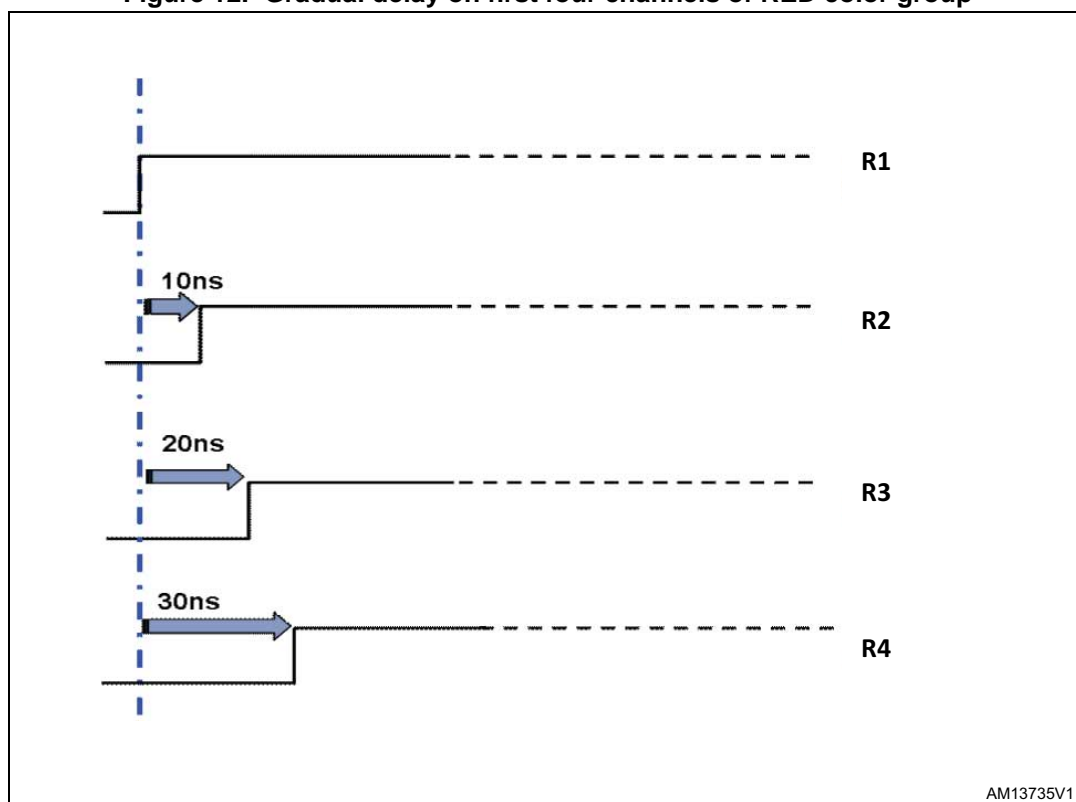 Figure 12. Gradual delay on first four channels of RED color group
R1
10ns
R2
20ns
R3
30ns
R4
AM13735V1